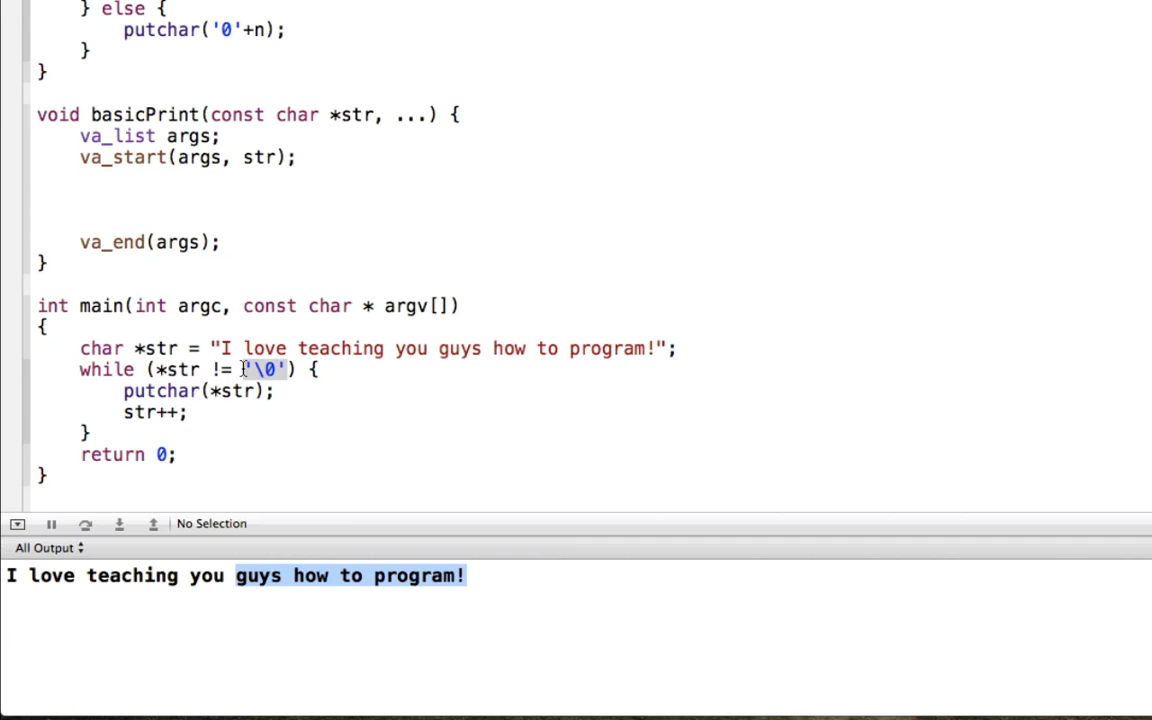 } else {
        putchar('0'+n);
    }
}

void basicPrint(const char *str, ...) {
    va_list args;
    va_start(args, str);

    va_end(args);
}

int main(int argc, const char * argv[])
{
    char *str = "I love teaching you guys how to program!";
    while (*str != '\0') {
        putchar(*str);
        str++;
    }
    return 0;
}
No Selection
All Output
I love teaching you guys how to program!